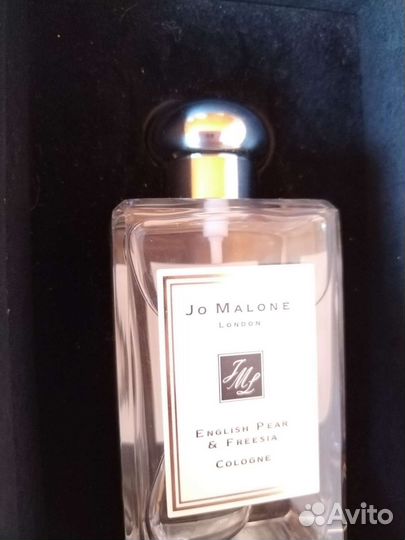 JO MALONE
LONDON
JML
ENGLISH PEAR
& FREESIA
COLOGNE
Avito